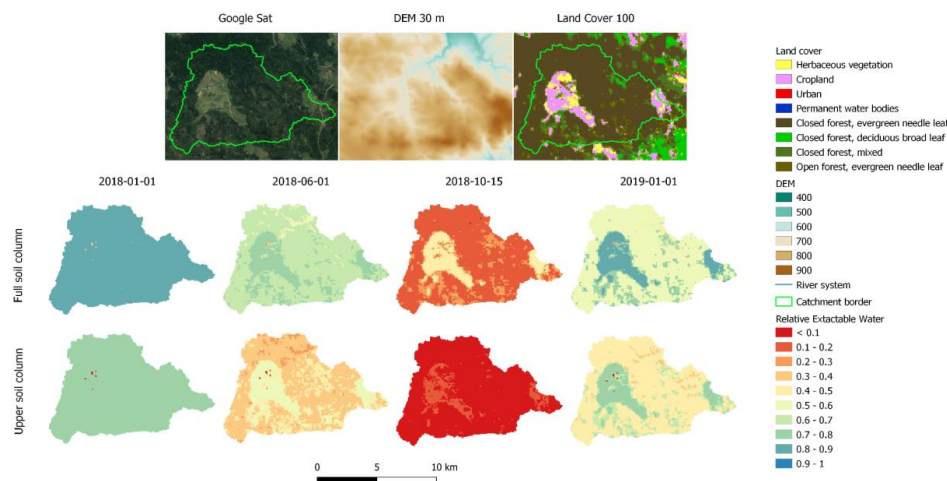 Google Sat
DEM 30 m
Land Cover 100
2018-01-01
2018-06-01
2018-10-15
2019-01-01
Full soil column
Upper soil column
0
5
10 km
Land cover
Herbaceous vegetation
Cropland
Urban
Permanent water bodies
Closed forest, evergreen needle leaf
Closed forest, deciduous broad leaf
Closed forest, mixed
Open forest, evergreen needle leaf
DEM
400
500
600
700
800
900
River system
Catchment border
Relative Extactable Water
< 0.1
0.1 - 0.2
0.2 - 0.3
0.3 - 0.4
0.4 - 0.5
0.5 - 0.6
0.6 - 0.7
0.7 - 0.8
0.8 - 0.9
0.9 - 1